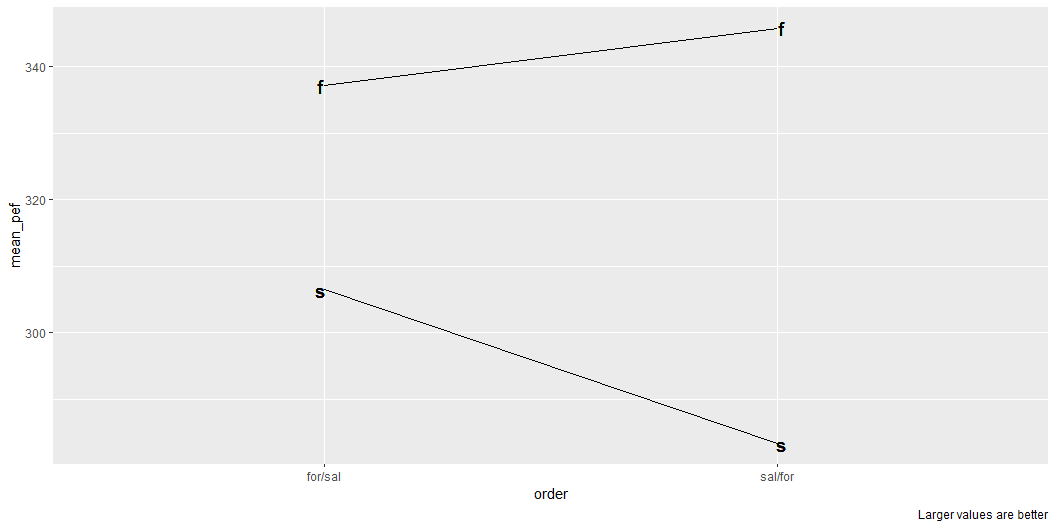 340
320
300
mean_pef
f
f
s
s
for/sal
sal/for
order
Larger values are better